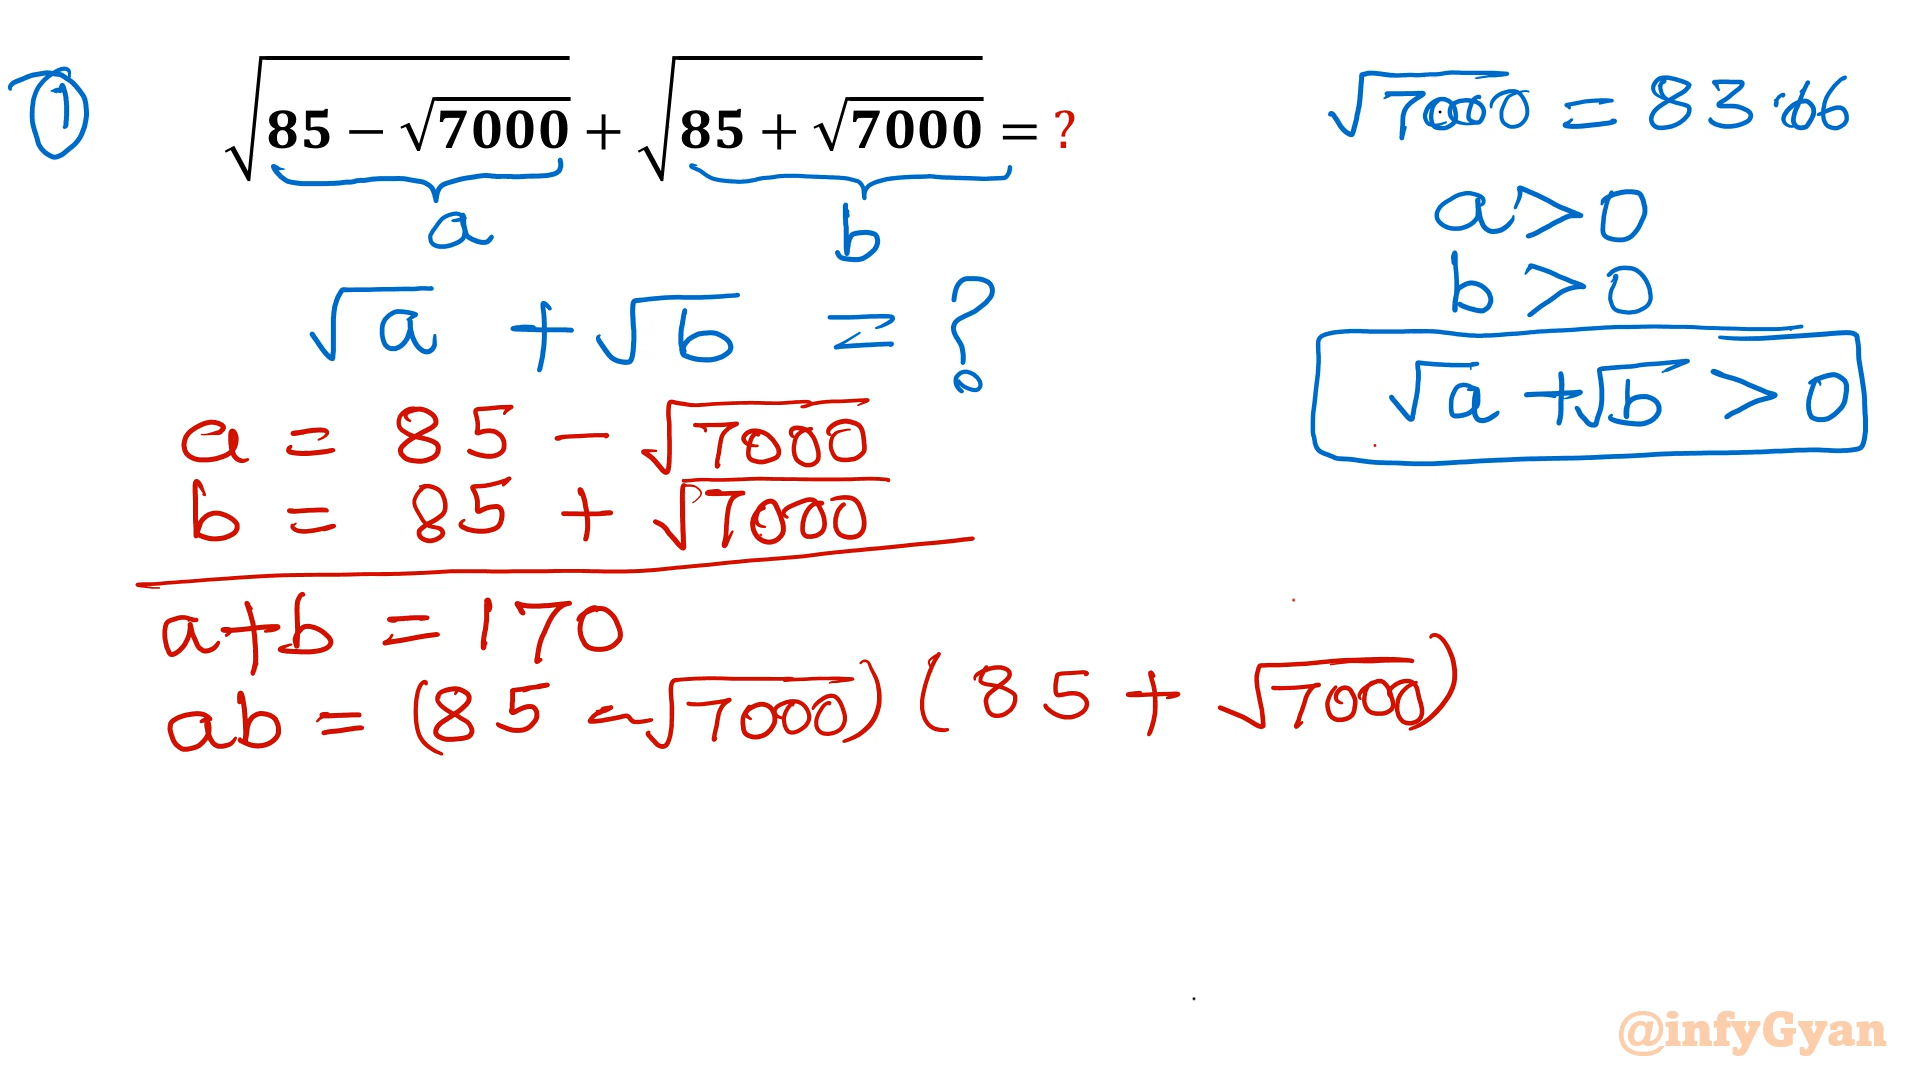 ① √(85 − √7000) + √(85 + √7000) = ?
a b
√a + √b = ?
a = 85 − √7000
b = 85 + √7000
a+b = 170
ab = (85 − √7000)(85 + √7000)
√7000 = 83.66
a > 0
b > 0
√a + √b > 0
@infyGyan